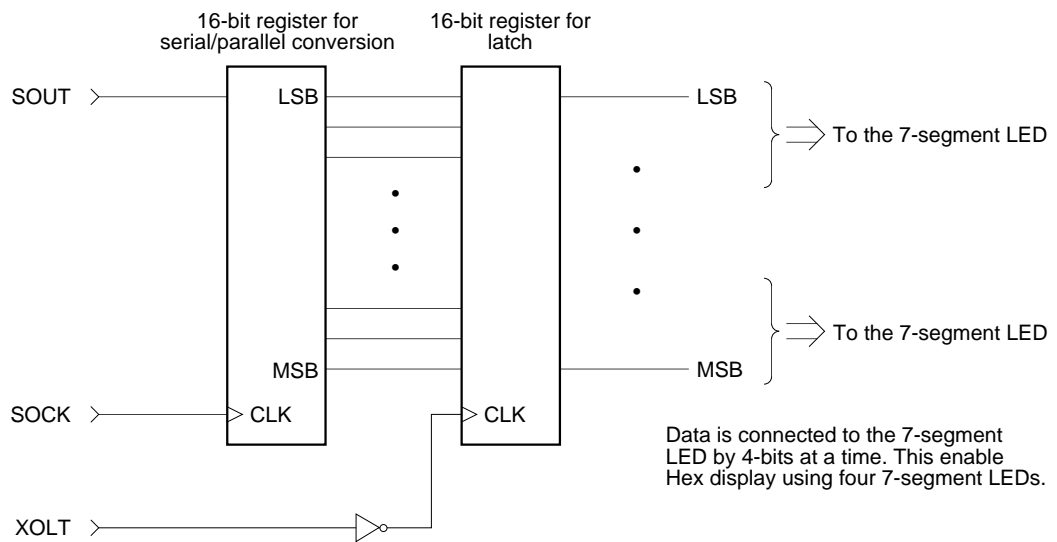 16-bit register for
serial/parallel conversion
16-bit register for
latch
SOUT
LSB
LSB
To the 7-segment LED
To the 7-segment LED
MSB
MSB
SOCK
CLK
CLK
Data is connected to the 7-segment
LED by 4-bits at a time. This enable
Hex display using four 7-segment LEDs.
XOLT